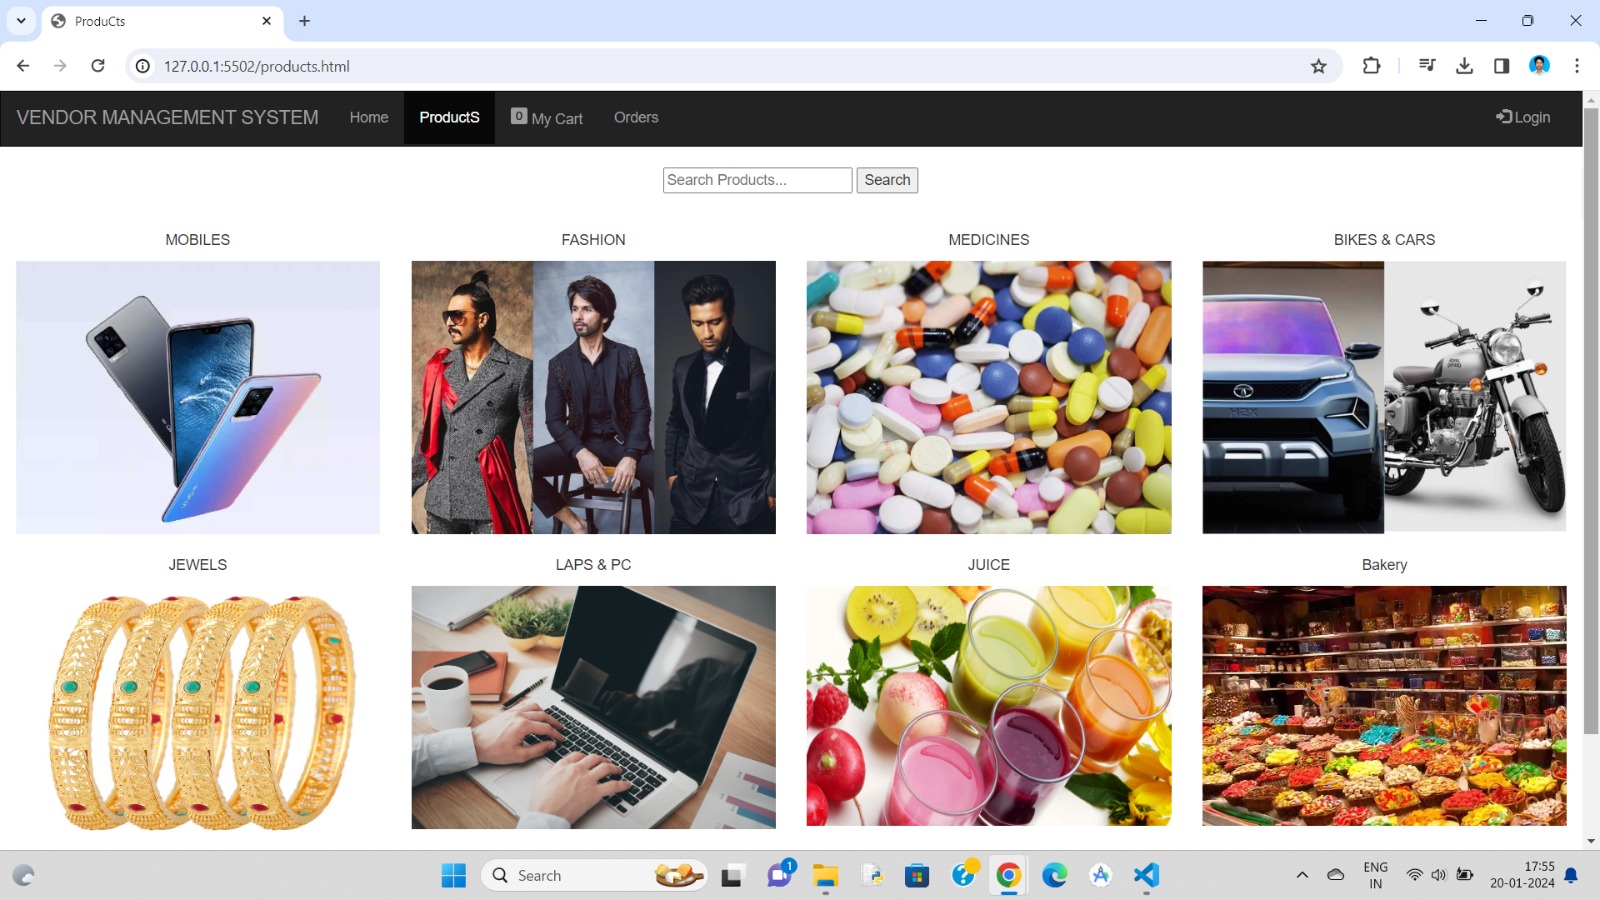 ProduCts
127.0.0.1:5502/products.html
VENDOR MANAGEMENT SYSTEM Home ProductS 0 My Cart Orders Login
Search Products... Search
MOBILES FASHION MEDICINES BIKES & CARS
JEWELS LAPS & PC JUICE Bakery
Search 1 ENG 17:55
IN 20-01-2024